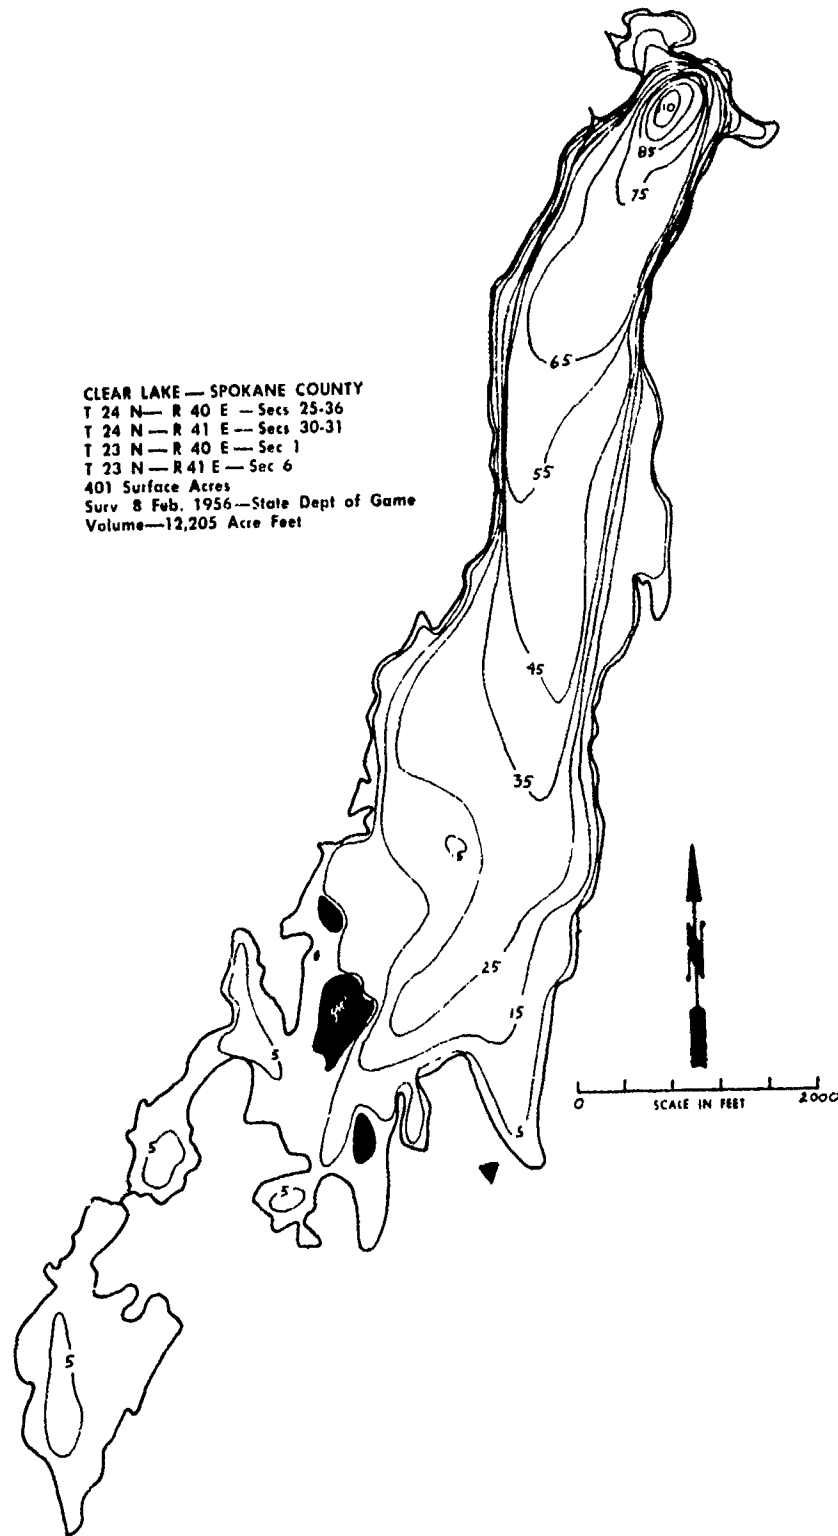 10
85
75
65
CLEAR LAKE — SPOKANE COUNTY
T 24 N — R 40 E — Secs 25-36
T 24 N — R 41 E — Secs 30-31
T 23 N — R 40 E — Sec 1
T 23 N — R 41 E — Sec 6
401 Surface Acres
Surv 8 Feb. 1956—State Dept of Game
Volume—12,205 Acre Feet
55
45
35
5
N
25
15
5
0 2000
SCALE IN FEET
5
5
5
5